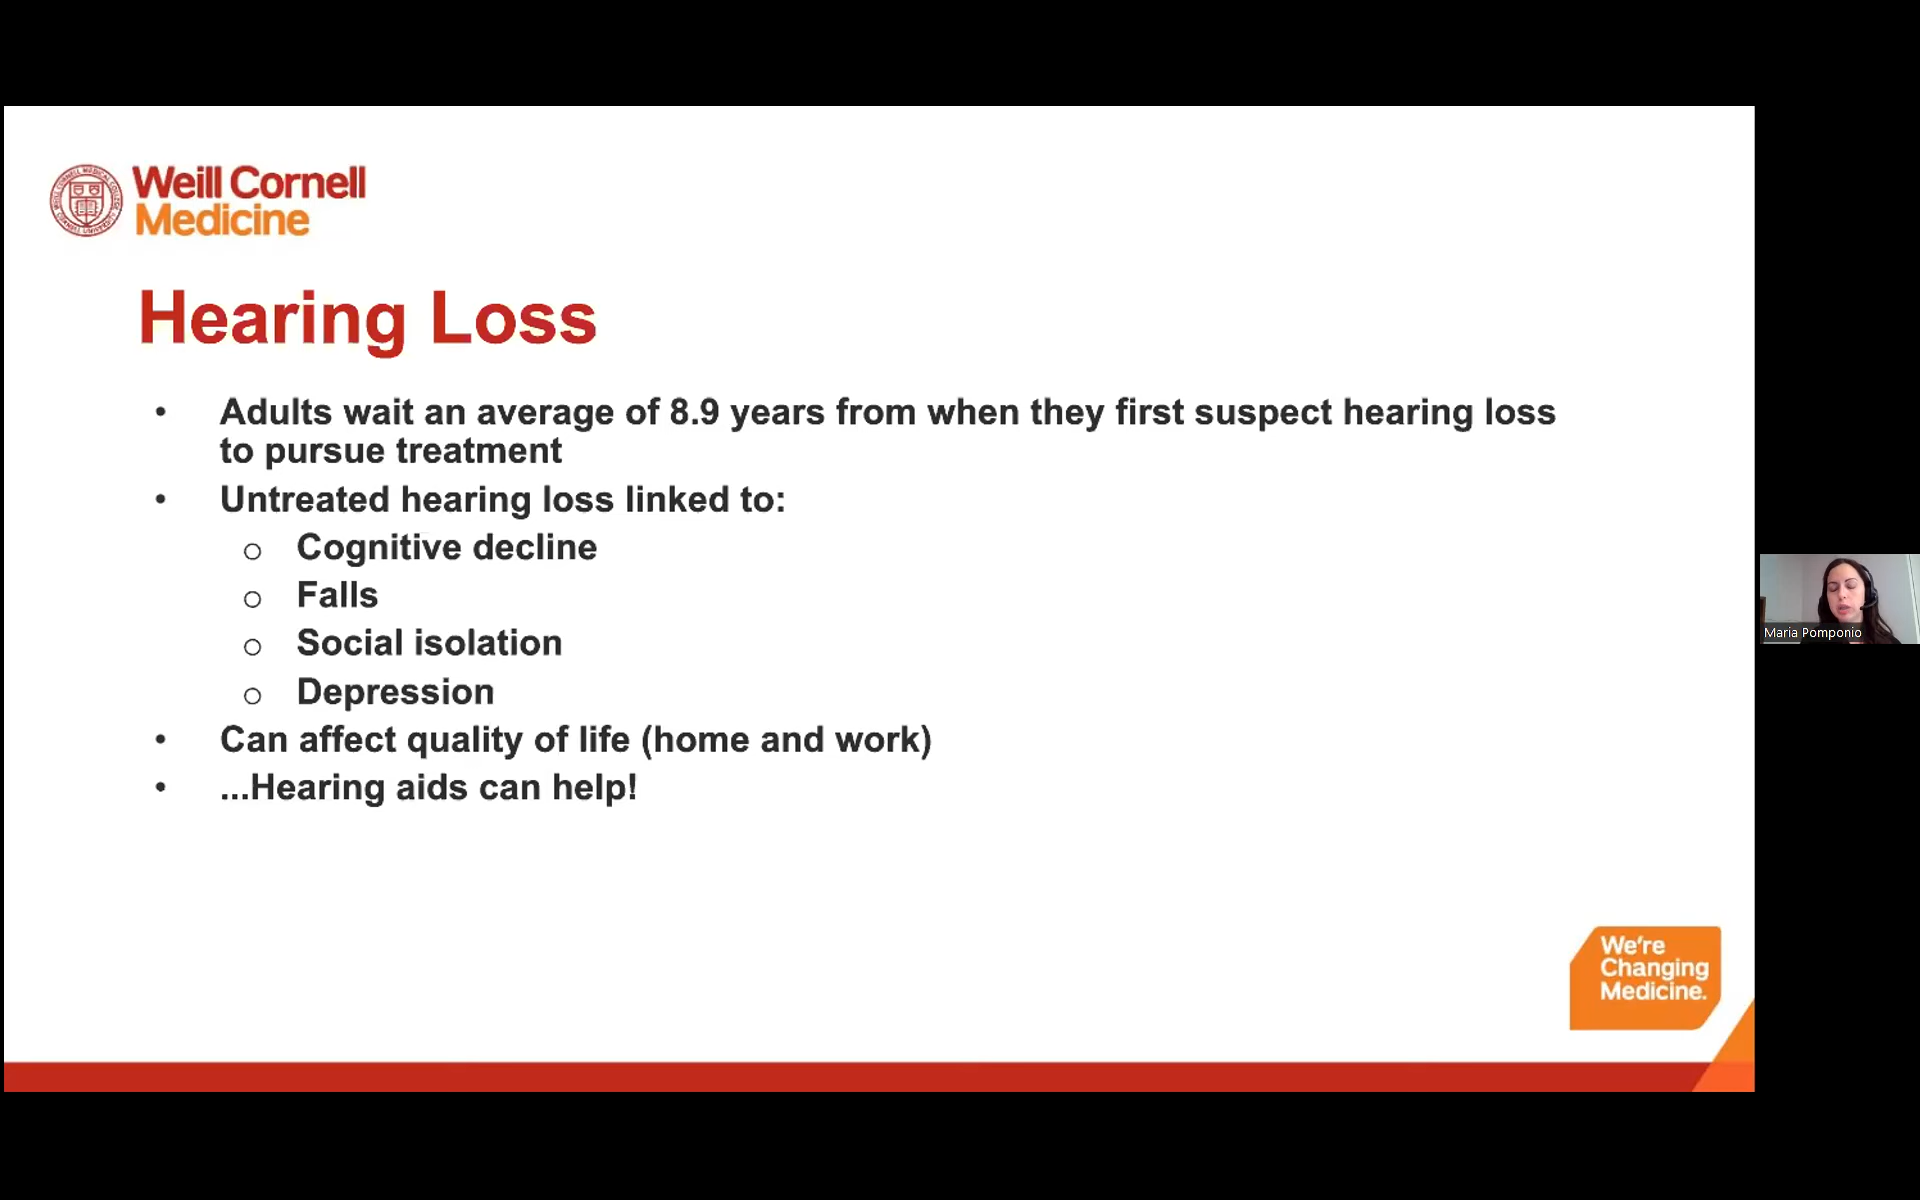 Weill Cornell
Medicine
Hearing Loss
• Adults wait an average of 8.9 years from when they first suspect hearing loss
to pursue treatment
• Untreated hearing loss linked to:
o Cognitive decline
o Falls
o Social isolation
o Depression
• Can affect quality of life (home and work)
• ...Hearing aids can help!
Maria Pomponio
We're
Changing
Medicine.